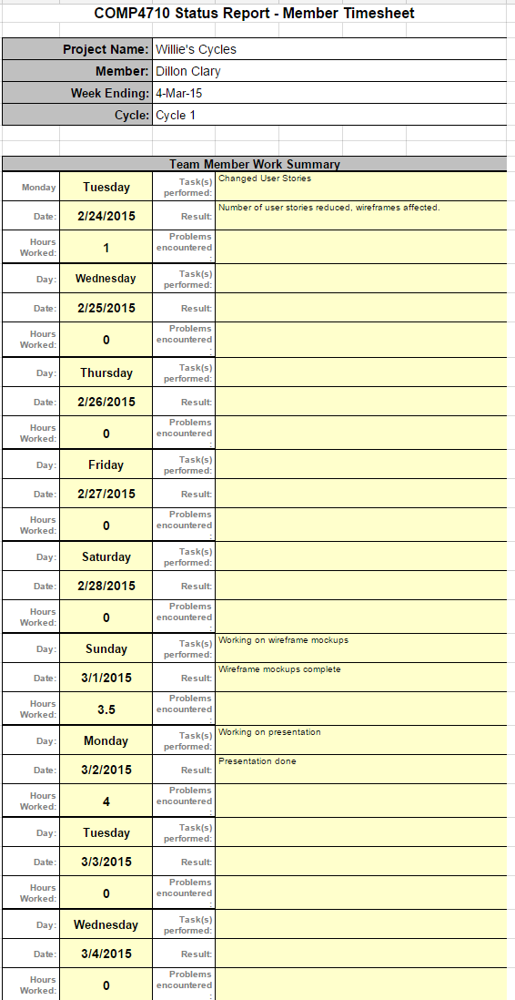 COMP4710 Status Report - Member Timesheet
Project Name: Willie's Cycles
Member: Dillon Clary
Week Ending: 4-Mar-15
Cycle: Cycle 1
Team Member Work Summary
Monday Tuesday Task(s) performed: Changed User Stories
Date: 2/24/2015 Result: Number of user stories reduced, wireframes affected.
Hours Worked: 1 Problems encountered :
Day: Wednesday Task(s) performed:
Date: 2/25/2015 Result:
Hours Worked: 0 Problems encountered :
Day: Thursday Task(s) performed:
Date: 2/26/2015 Result:
Hours Worked: 0 Problems encountered :
Day: Friday Task(s) performed:
Date: 2/27/2015 Result:
Hours Worked: 0 Problems encountered :
Day: Saturday Task(s) performed:
Date: 2/28/2015 Result:
Hours Worked: 0 Problems encountered :
Day: Sunday Task(s) performed: Working on wireframe mockups
Date: 3/1/2015 Result: Wireframe mockups complete
Hours Worked: 3.5 Problems encountered :
Day: Monday Task(s) performed: Working on presentation
Date: 3/2/2015 Result: Presentation done
Hours Worked: 4 Problems encountered :
Day: Tuesday Task(s) performed:
Date: 3/3/2015 Result:
Hours Worked: 0 Problems encountered :
Day: Wednesday Task(s) performed:
Date: 3/4/2015 Result:
Hours Worked: 0 Problems encountered :